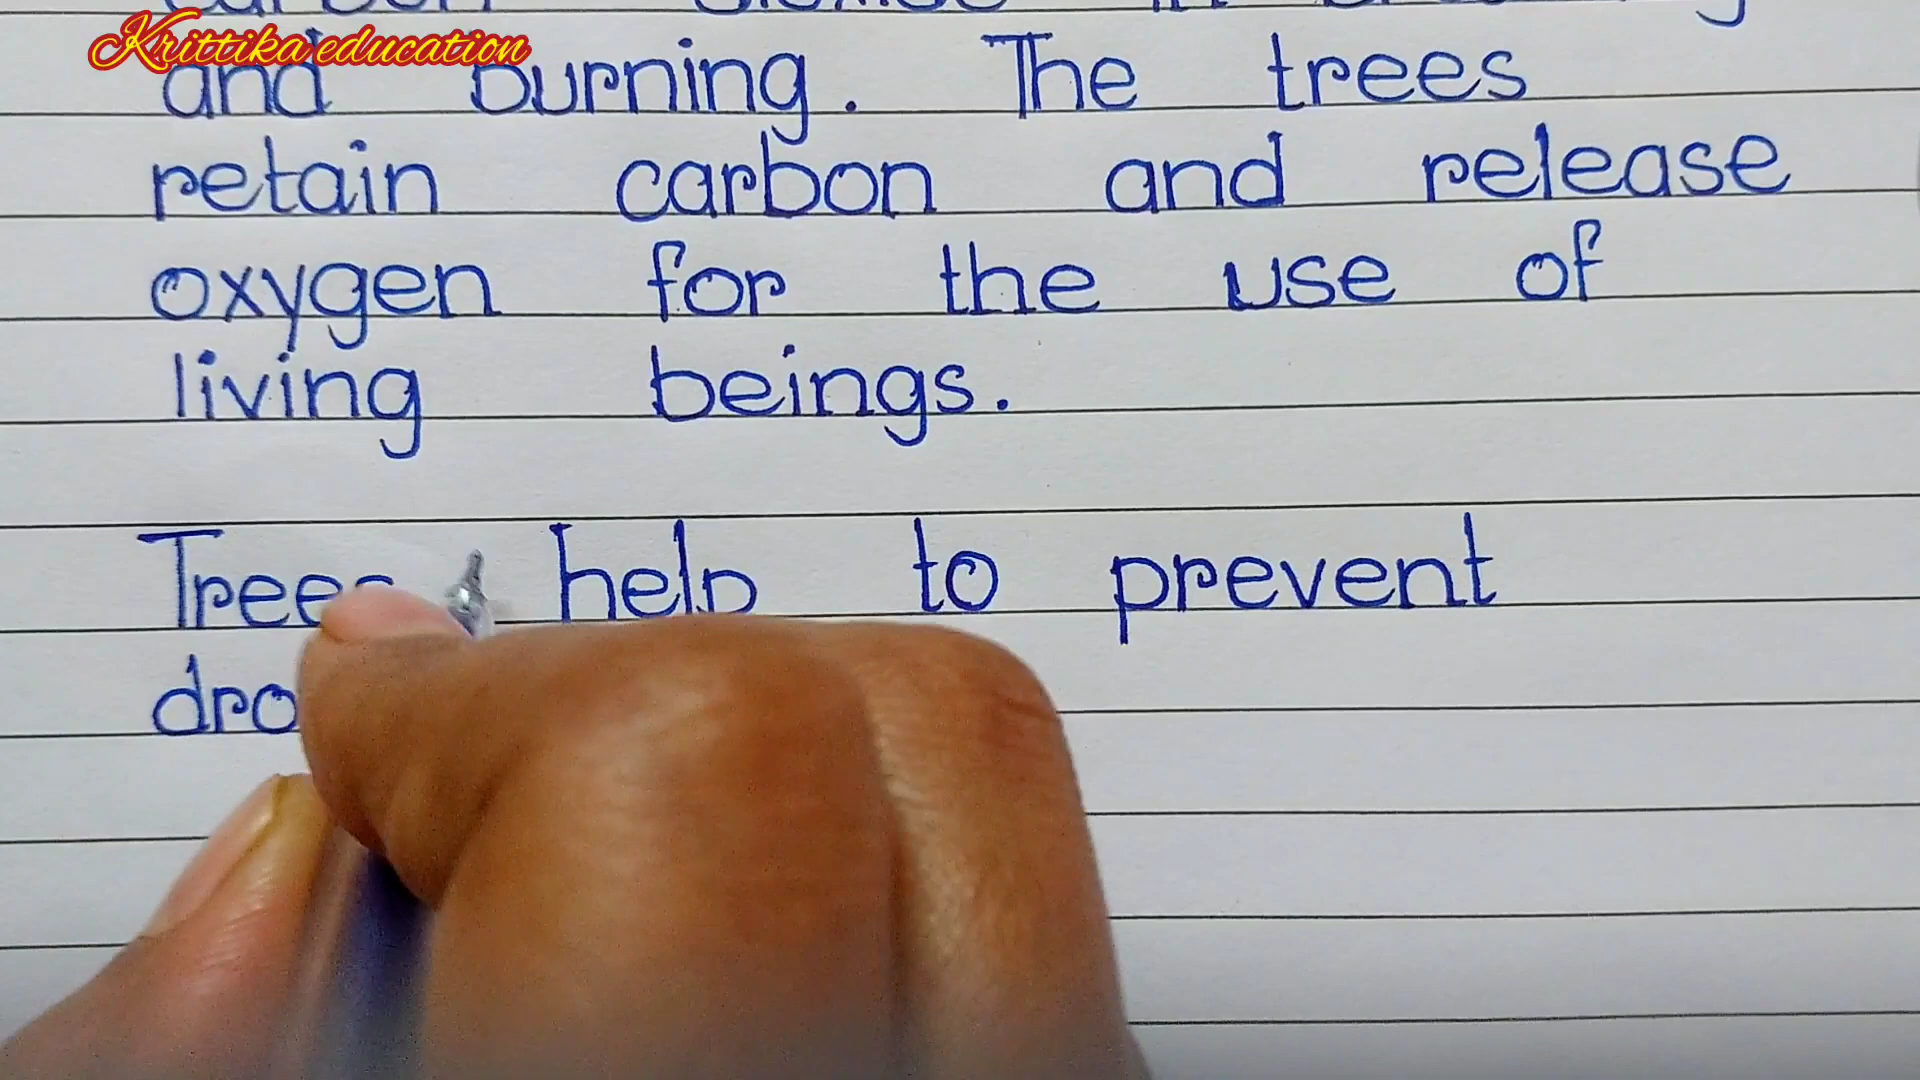 Krittika education
and burning. The trees
retain carbon and release
oxygen for the use of
living beings.
Trees help to prevent
dro